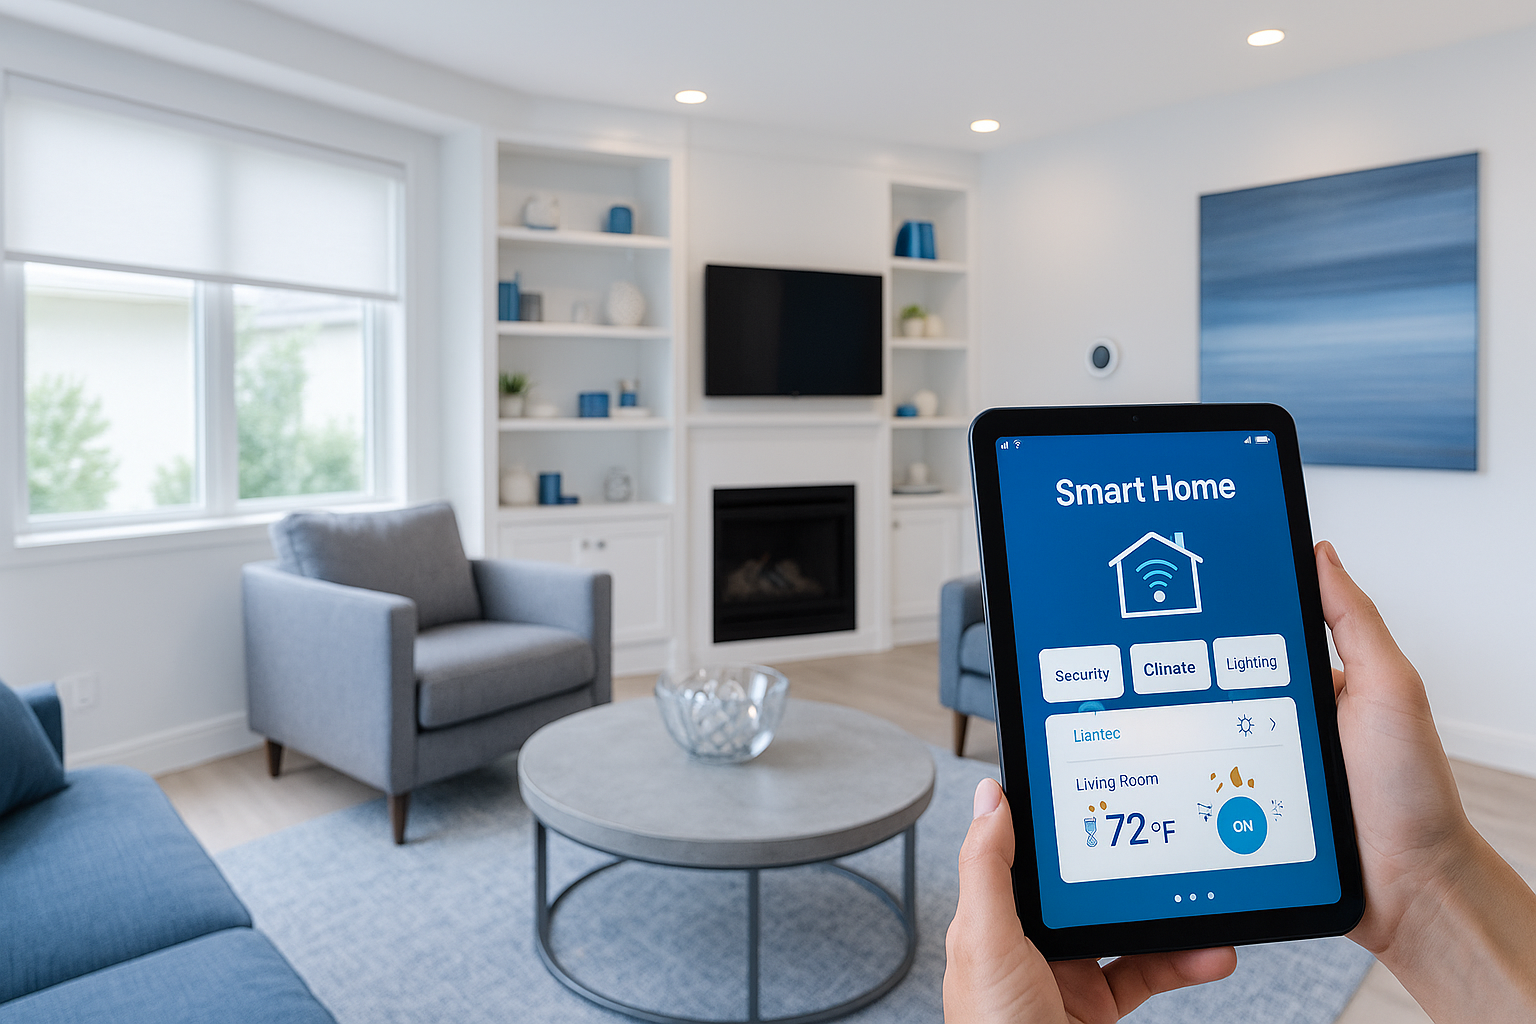 Smart Home
Security
Clinate
Lighting
Liantec
Living Room
72°F
ON